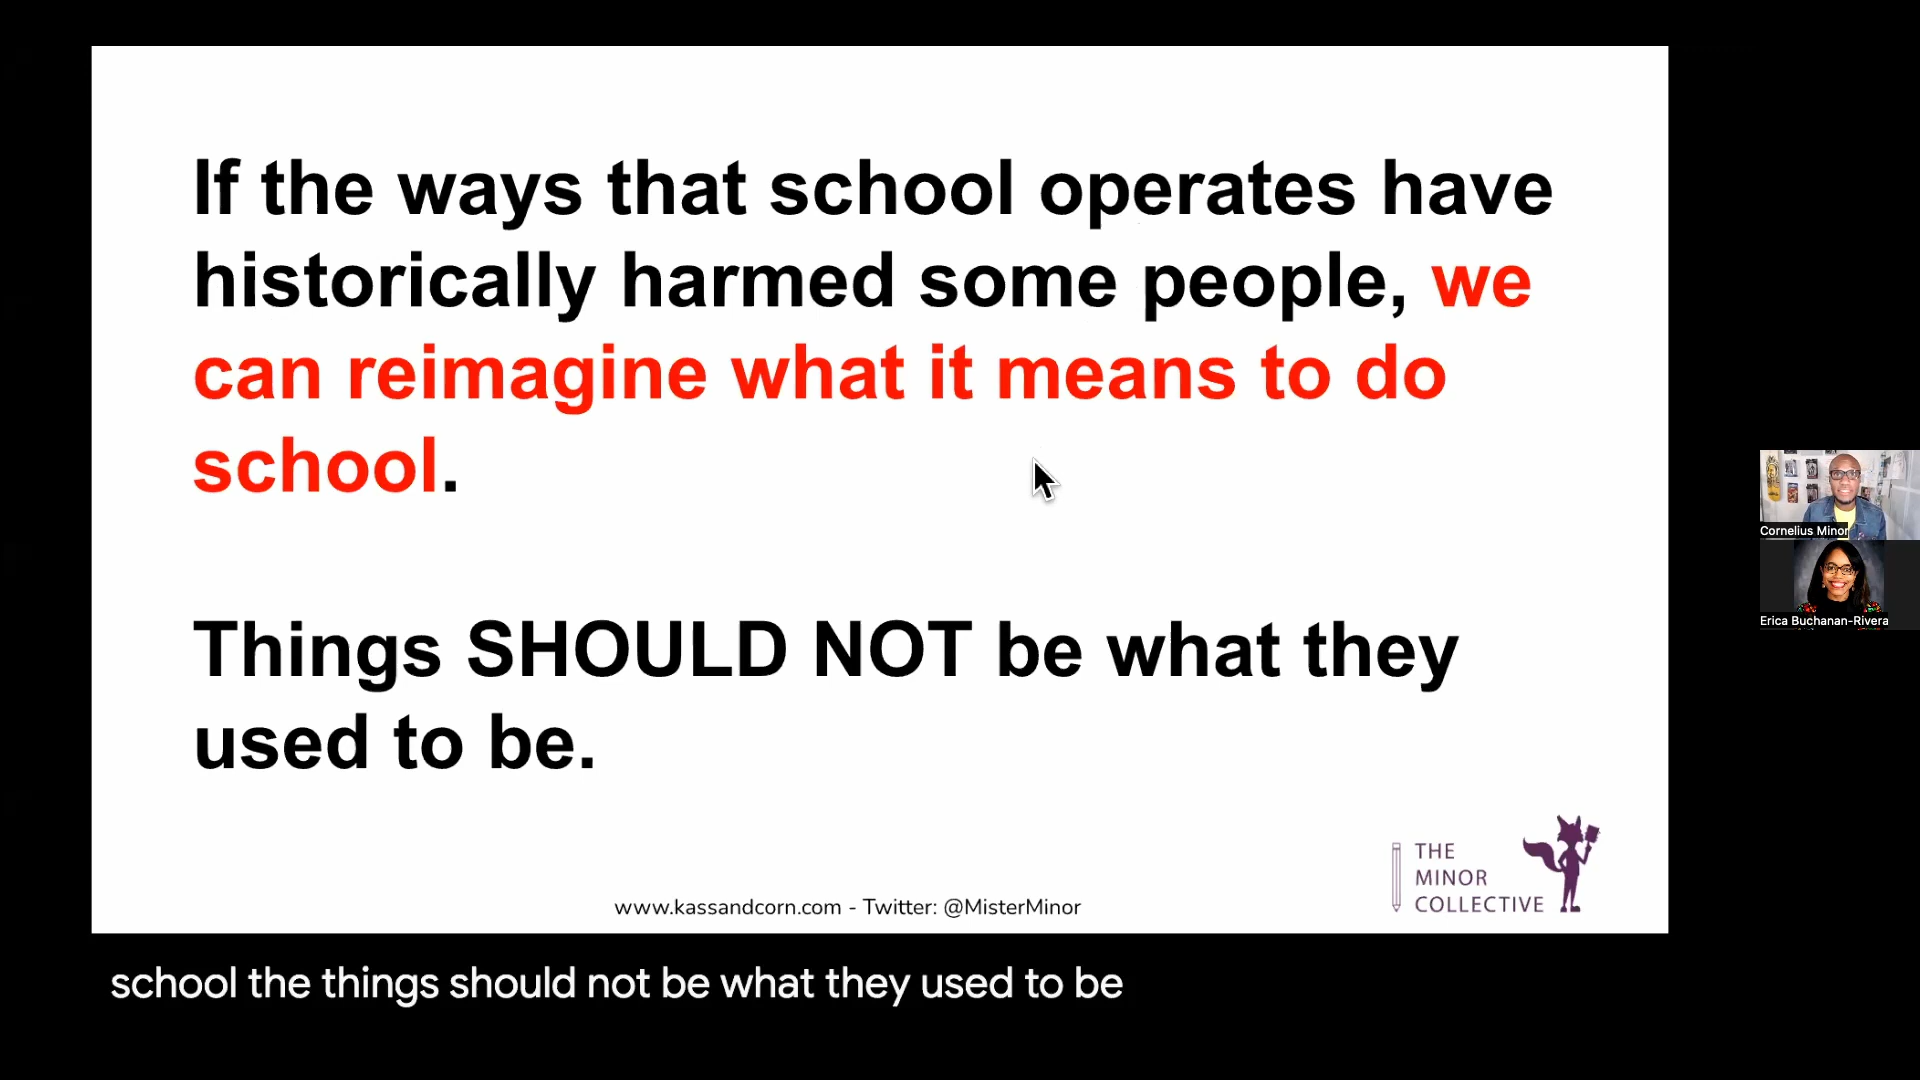 If the ways that school operates have
historically harmed some people, we
can reimagine what it means to do
school.
Things SHOULD NOT be what they
used to be.
THE
MINOR
COLLECTIVE
www.kassandcorn.com - Twitter: @MisterMinor
Cornelius Minor
Erica Buchanan-Rivera
school the things should not be what they used to be